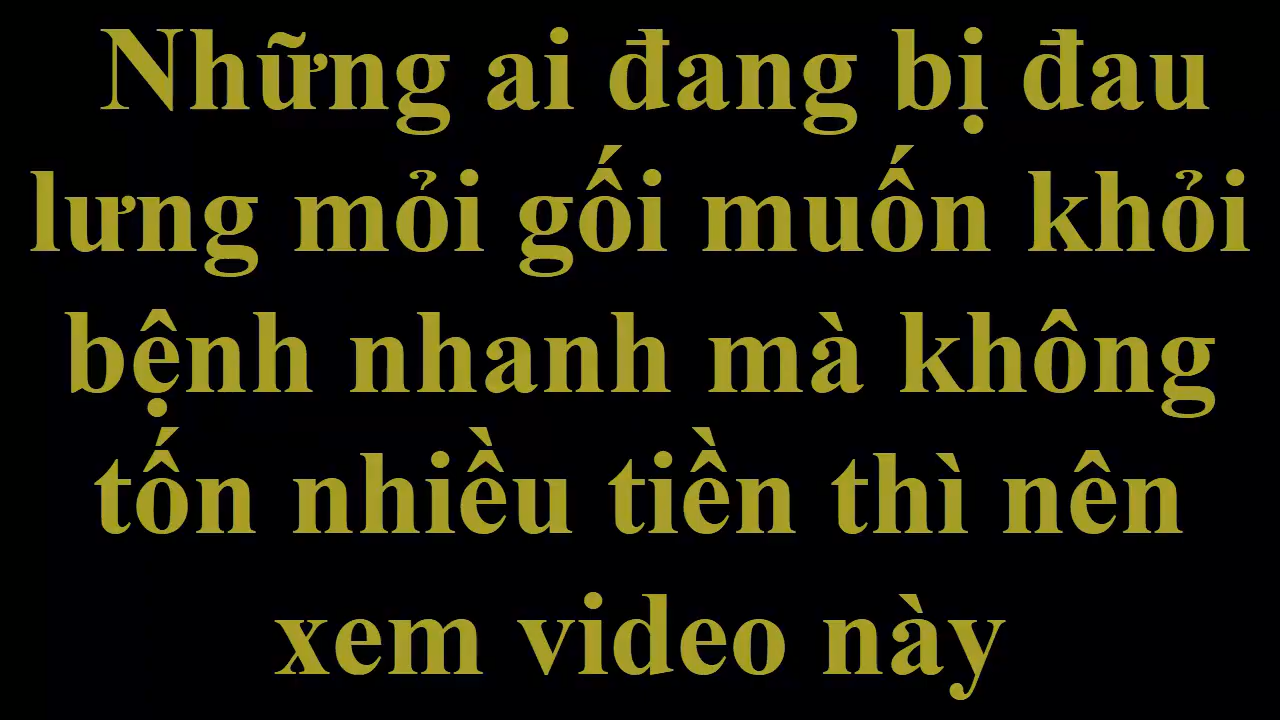 Những ai đang bị đau
lưng mỏi gối muốn khỏi
bệnh nhanh mà không
tốn nhiều tiền thì nên
xem video này